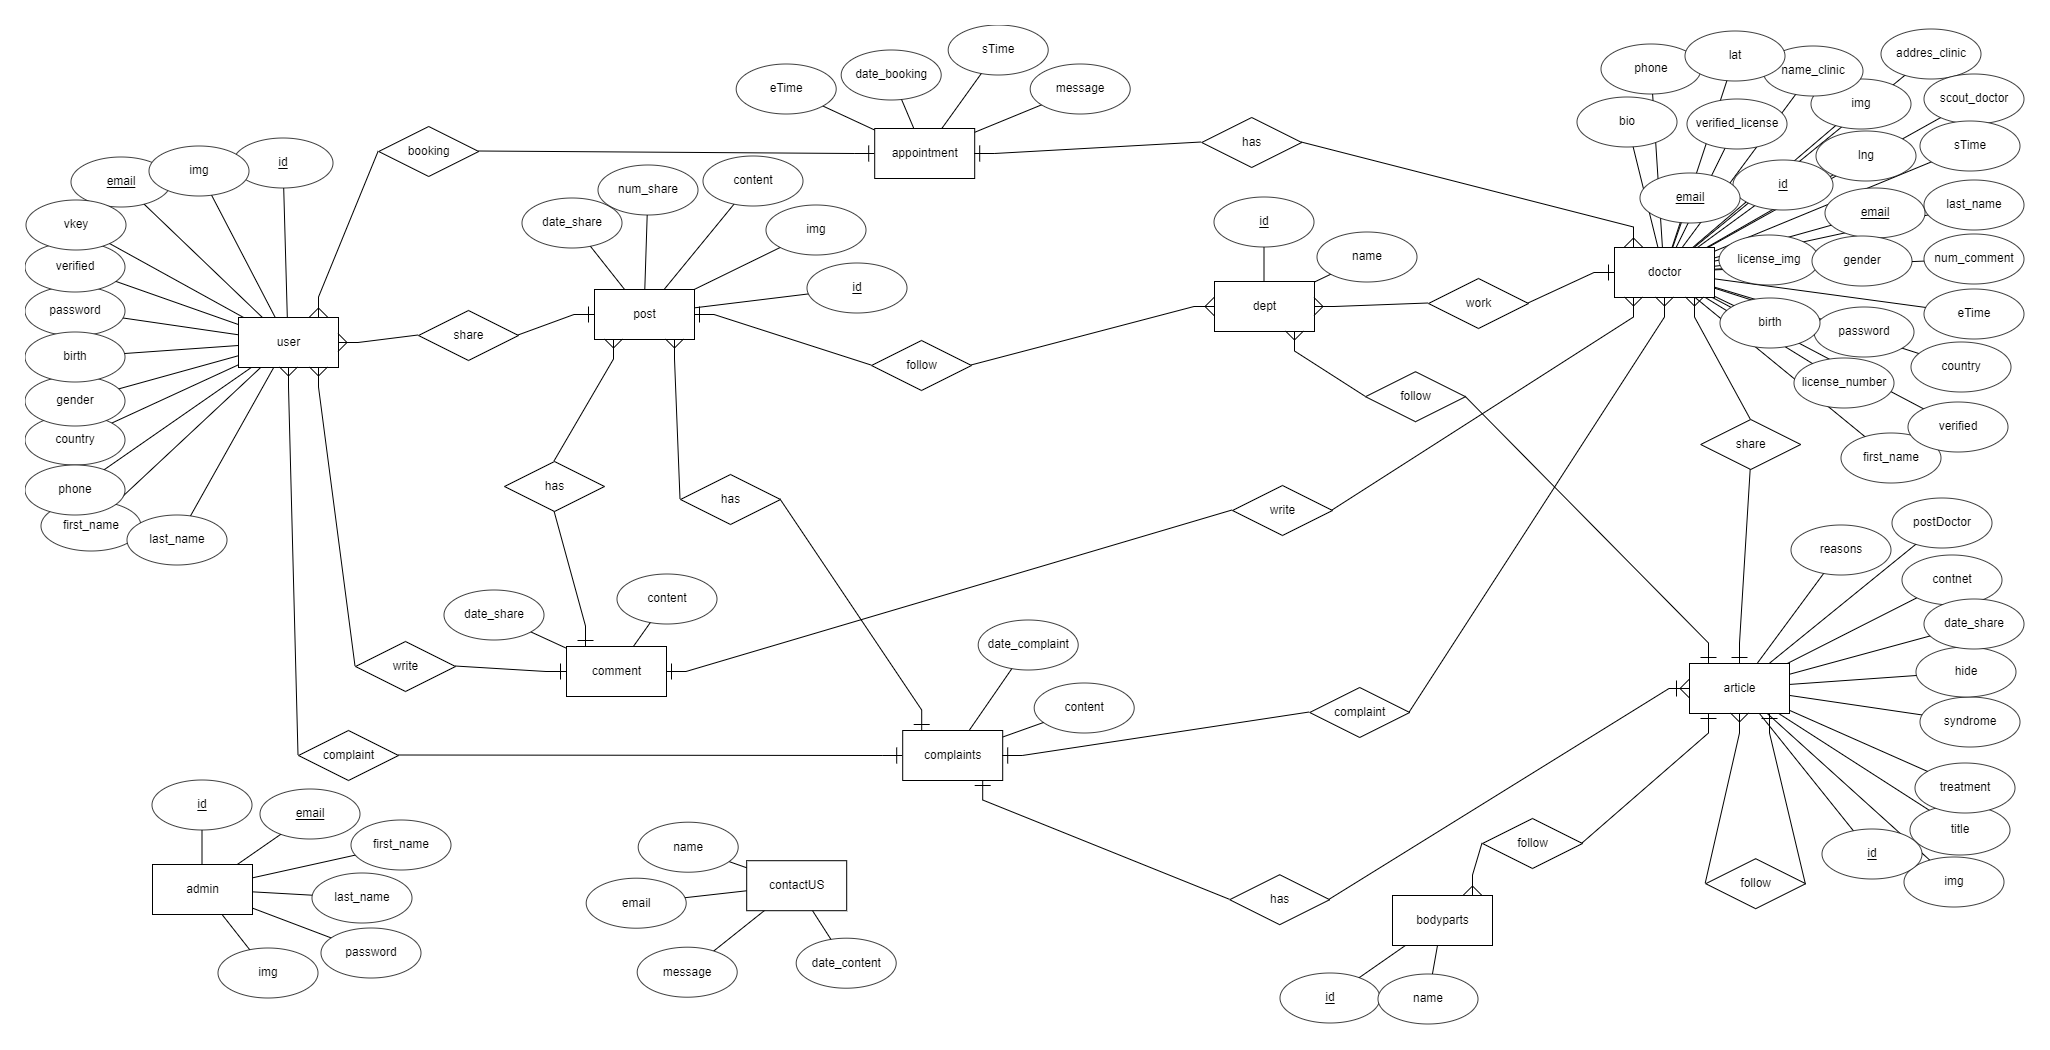 sTime
addres_clinic
lat
phone
name_clinic
date_booking
eTime
message
img
scout_doctor
bio
verified_license
sTime
booking
appointment
has
lng
id
img
email
content
num_share
id
email
last_name
email
vkey
date_share
img
id
name
num_comment
license_img
gender
verified
doctor
id
password
post
dept
work
eTime
birth
password
user
share
birth
follow
country
license_number
gender
follow
verified
country
share
first_name
phone
has
has
write
first_name
last_name
postDoctor
reasons
contnet
date_share
content
date_share
date_complaint
write
comment
hide
article
content
complaint
syndrome
complaint
complaints
treatment
id
email
title
first_name
name
follow
id
admin
last_name
contactUS
follow
img
email
has
bodyparts
password
img
message
date_content
id
name